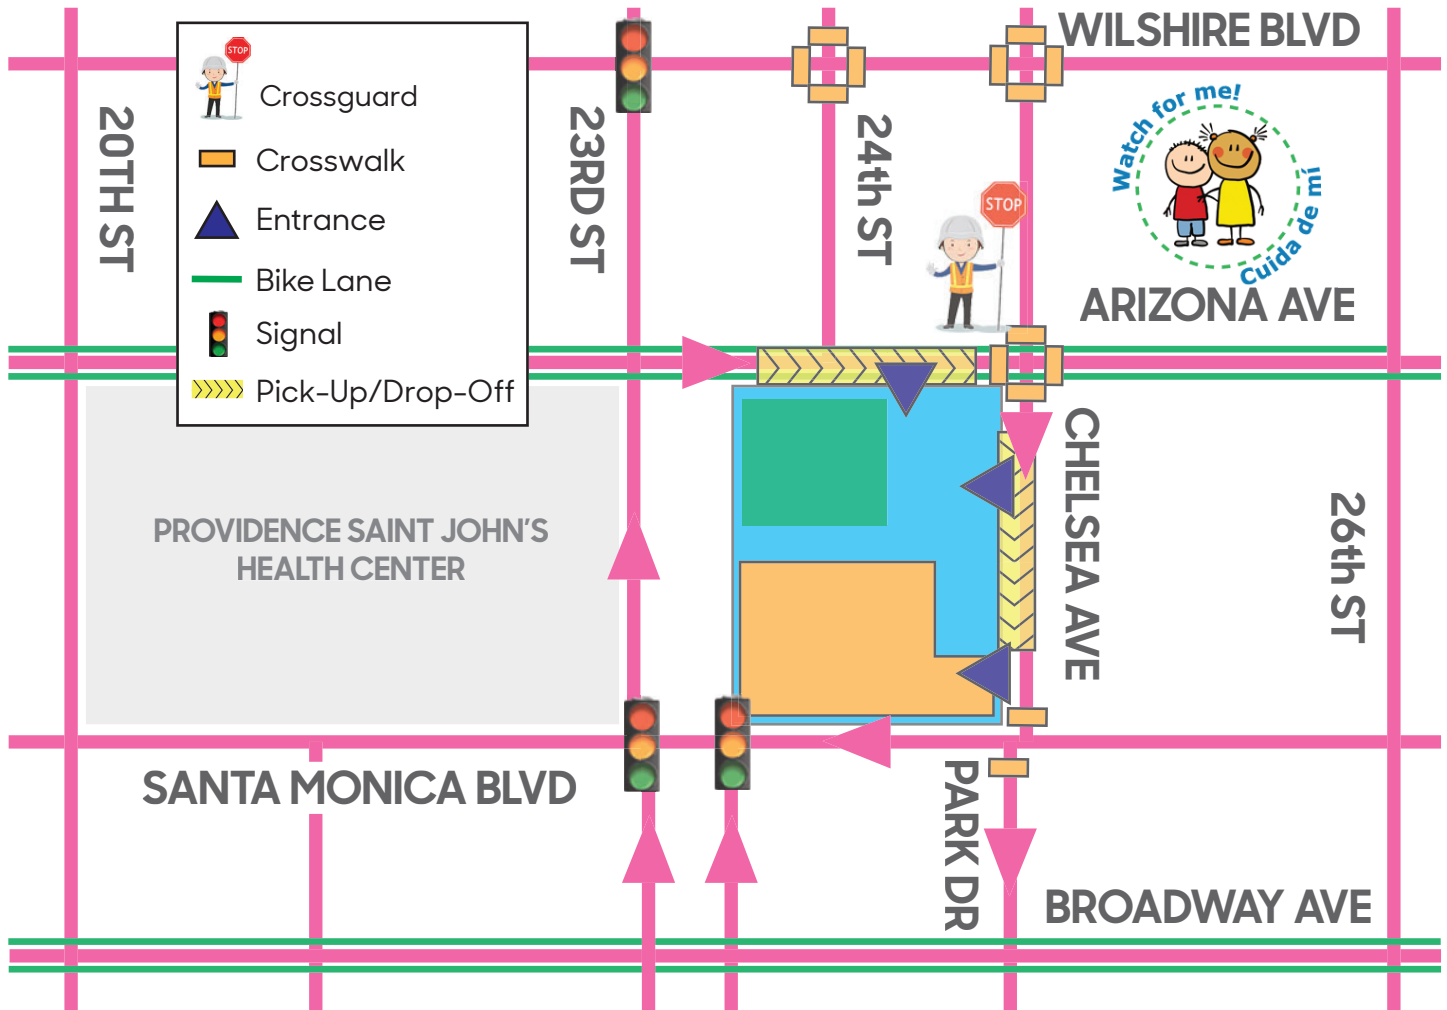 WILSHIRE BLVD
STOP
Crossguard
Crosswalk
Entrance
Bike Lane
Signal
Pick-Up/Drop-Off
20TH ST
23RD ST
24th ST
STOP
Watch for me!
Cuida de mí
ARIZONA AVE
PROVIDENCE SAINT JOHN'S
HEALTH CENTER
CHELSEA AVE
26th ST
SANTA MONICA BLVD
PARK DR
BROADWAY AVE